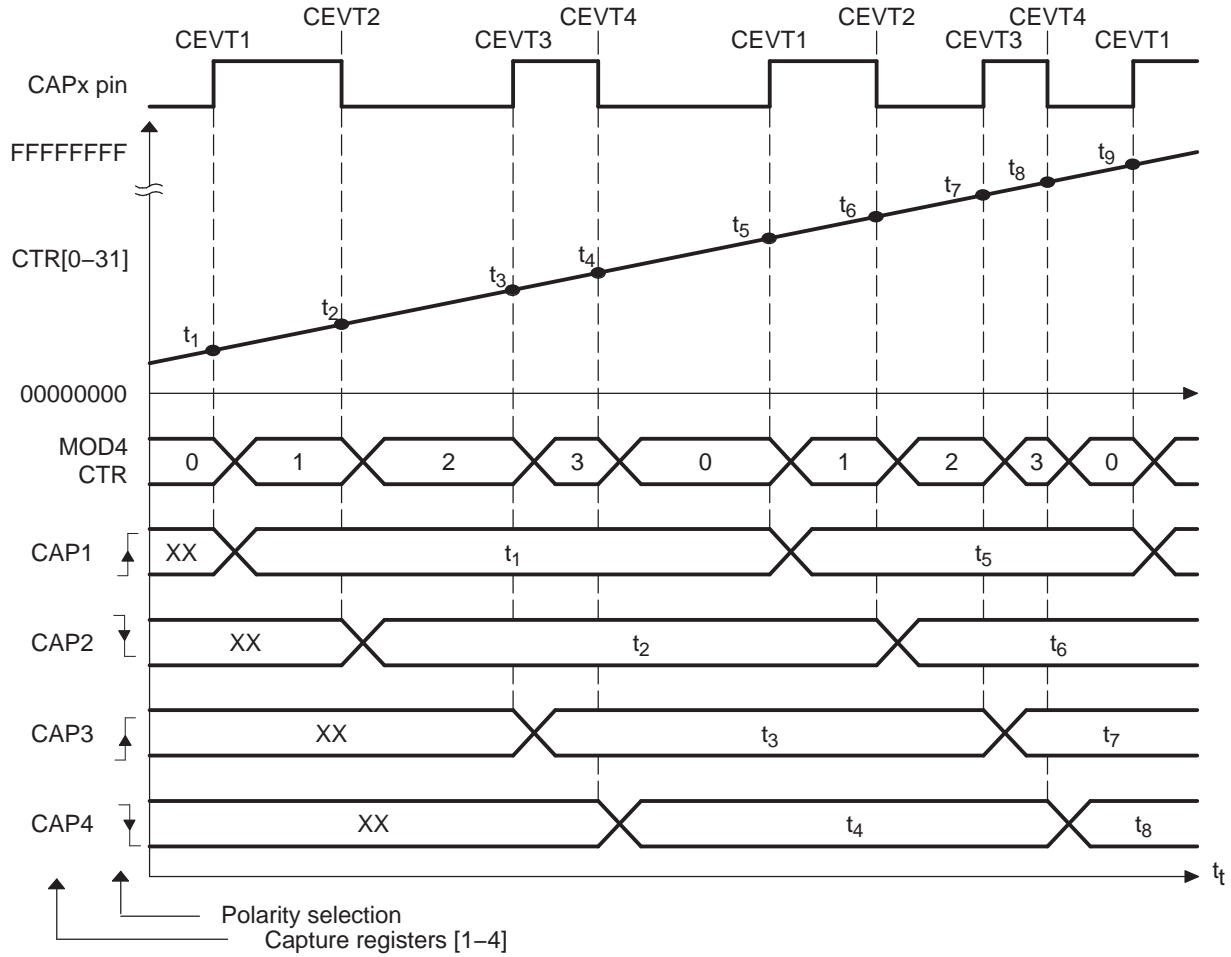 CEVT2 CEVT4 CEVT2 CEVT4
CEVT1 CEVT3 CEVT1 CEVT3 CEVT1
CAPx pin
FFFFFFFF
t9
t8
t7
t6
t5
CTR[0−31]
t4
t3
t2
t1
00000000
MOD4
CTR
0 1 2 3 0 1 2 3 0
CAP1 XX t1 t5
CAP2 XX t2 t6
CAP3 XX t3 t7
CAP4 XX t4 t8
tt
Polarity selection
Capture registers [1−4]